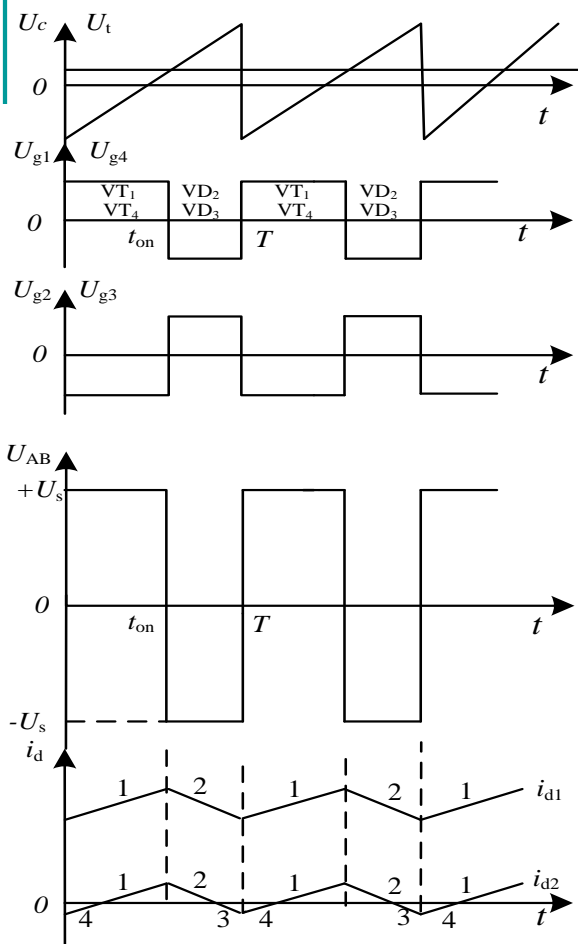 Uc Ut
0
t
Ug1 Ug4
VT1 VD2 VT1 VD2
VT4 VD3 VT4 VD3
0
ton T t
Ug2 Ug3
0
t
UAB
+Us
0
ton T t
-Us
id
1 2 1 2 1 id1
1 2 1 2 1 id2
0
4 3 4 3 4 t